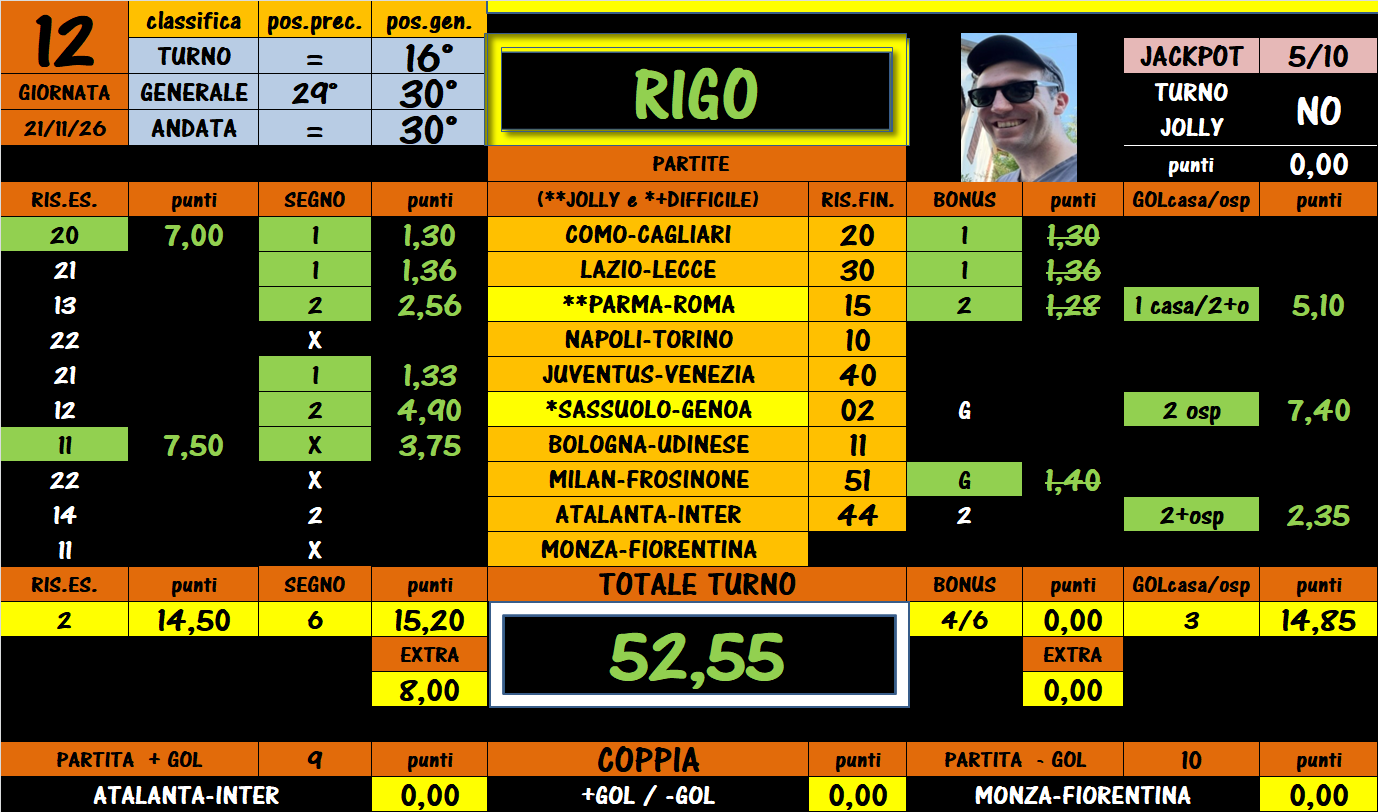 12 classifica pos.prec. pos.gen.
TURNO = 16°
GIORNATA GENERALE 29° 30°
21/11/26 ANDATA = 30°
RIGO
JACKPOT 5/10
TURNO JOLLY NO
punti 0,00
PARTITE
RIS.ES. punti SEGNO punti (**JOLLY e *+DIFFICILE) RIS.FIN. BONUS punti GOLcasa/osp punti
20 7,00 1 1,30 COMO-CAGLIARI 20 1 1,30
21 1 1,36 LAZIO-LECCE 30 1 1,36
13 2 2,56 **PARMA-ROMA 15 2 1,28 1 casa/2+o 5,10
22 X NAPOLI-TORINO 10
21 1 1,33 JUVENTUS-VENEZIA 40
12 2 4,90 *SASSUOLO-GENOA 02 G 2 osp 7,40
11 7,50 X 3,75 BOLOGNA-UDINESE 11
22 X MILAN-FROSINONE 51 G 1,40
14 2 ATALANTA-INTER 44 2 2+osp 2,35
11 X MONZA-FIORENTINA
RIS.ES. punti SEGNO punti TOTALE TURNO BONUS punti GOLcasa/osp punti
2 14,50 6 15,20 52,55 4/6 0,00 3 14,85
EXTRA EXTRA
8,00 0,00
PARTITA + GOL 9 punti COPPIA punti PARTITA - GOL 10 punti
ATALANTA-INTER 0,00 +GOL / -GOL 0,00 MONZA-FIORENTINA 0,00